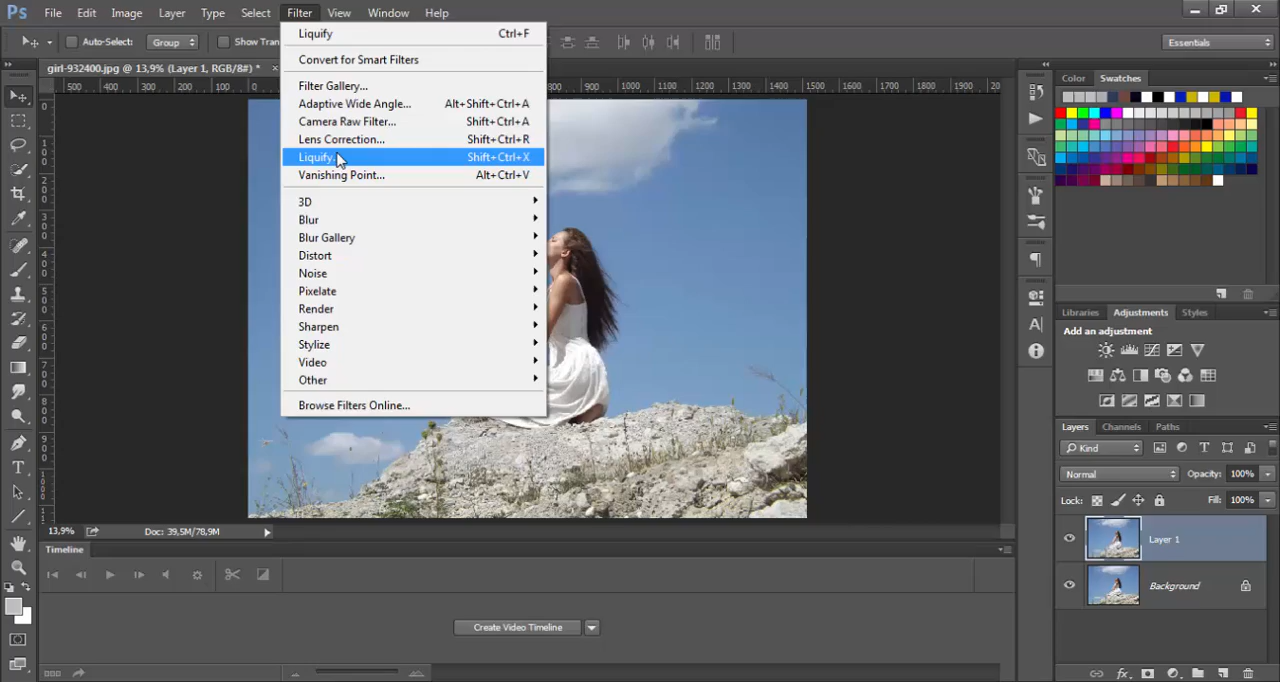 Ps File Edit Image Layer Type Select Filter View Window Help
Auto-Select: Group Show Tran Essentials
girl-932400.jpg @ 13,9% (Layer 1, RGB/8#) * ×
Liquify Ctrl+F
Convert for Smart Filters
Filter Gallery...
Adaptive Wide Angle... Alt+Shift+Ctrl+A
Camera Raw Filter... Shift+Ctrl+A
Lens Correction... Shift+Ctrl+R
Liquify... Shift+Ctrl+X
Vanishing Point... Alt+Ctrl+V
3D
Blur
Blur Gallery
Distort
Noise
Pixelate
Render
Sharpen
Stylize
Video
Other
Browse Filters Online...
Color Swatches
Libraries Adjustments Styles
Add an adjustment
Layers Channels Paths
Kind
Normal Opacity: 100%
Lock: Fill: 100%
Layer 1
Background
13,9% Doc: 39,5M/78,9M
Timeline
Create Video Timeline